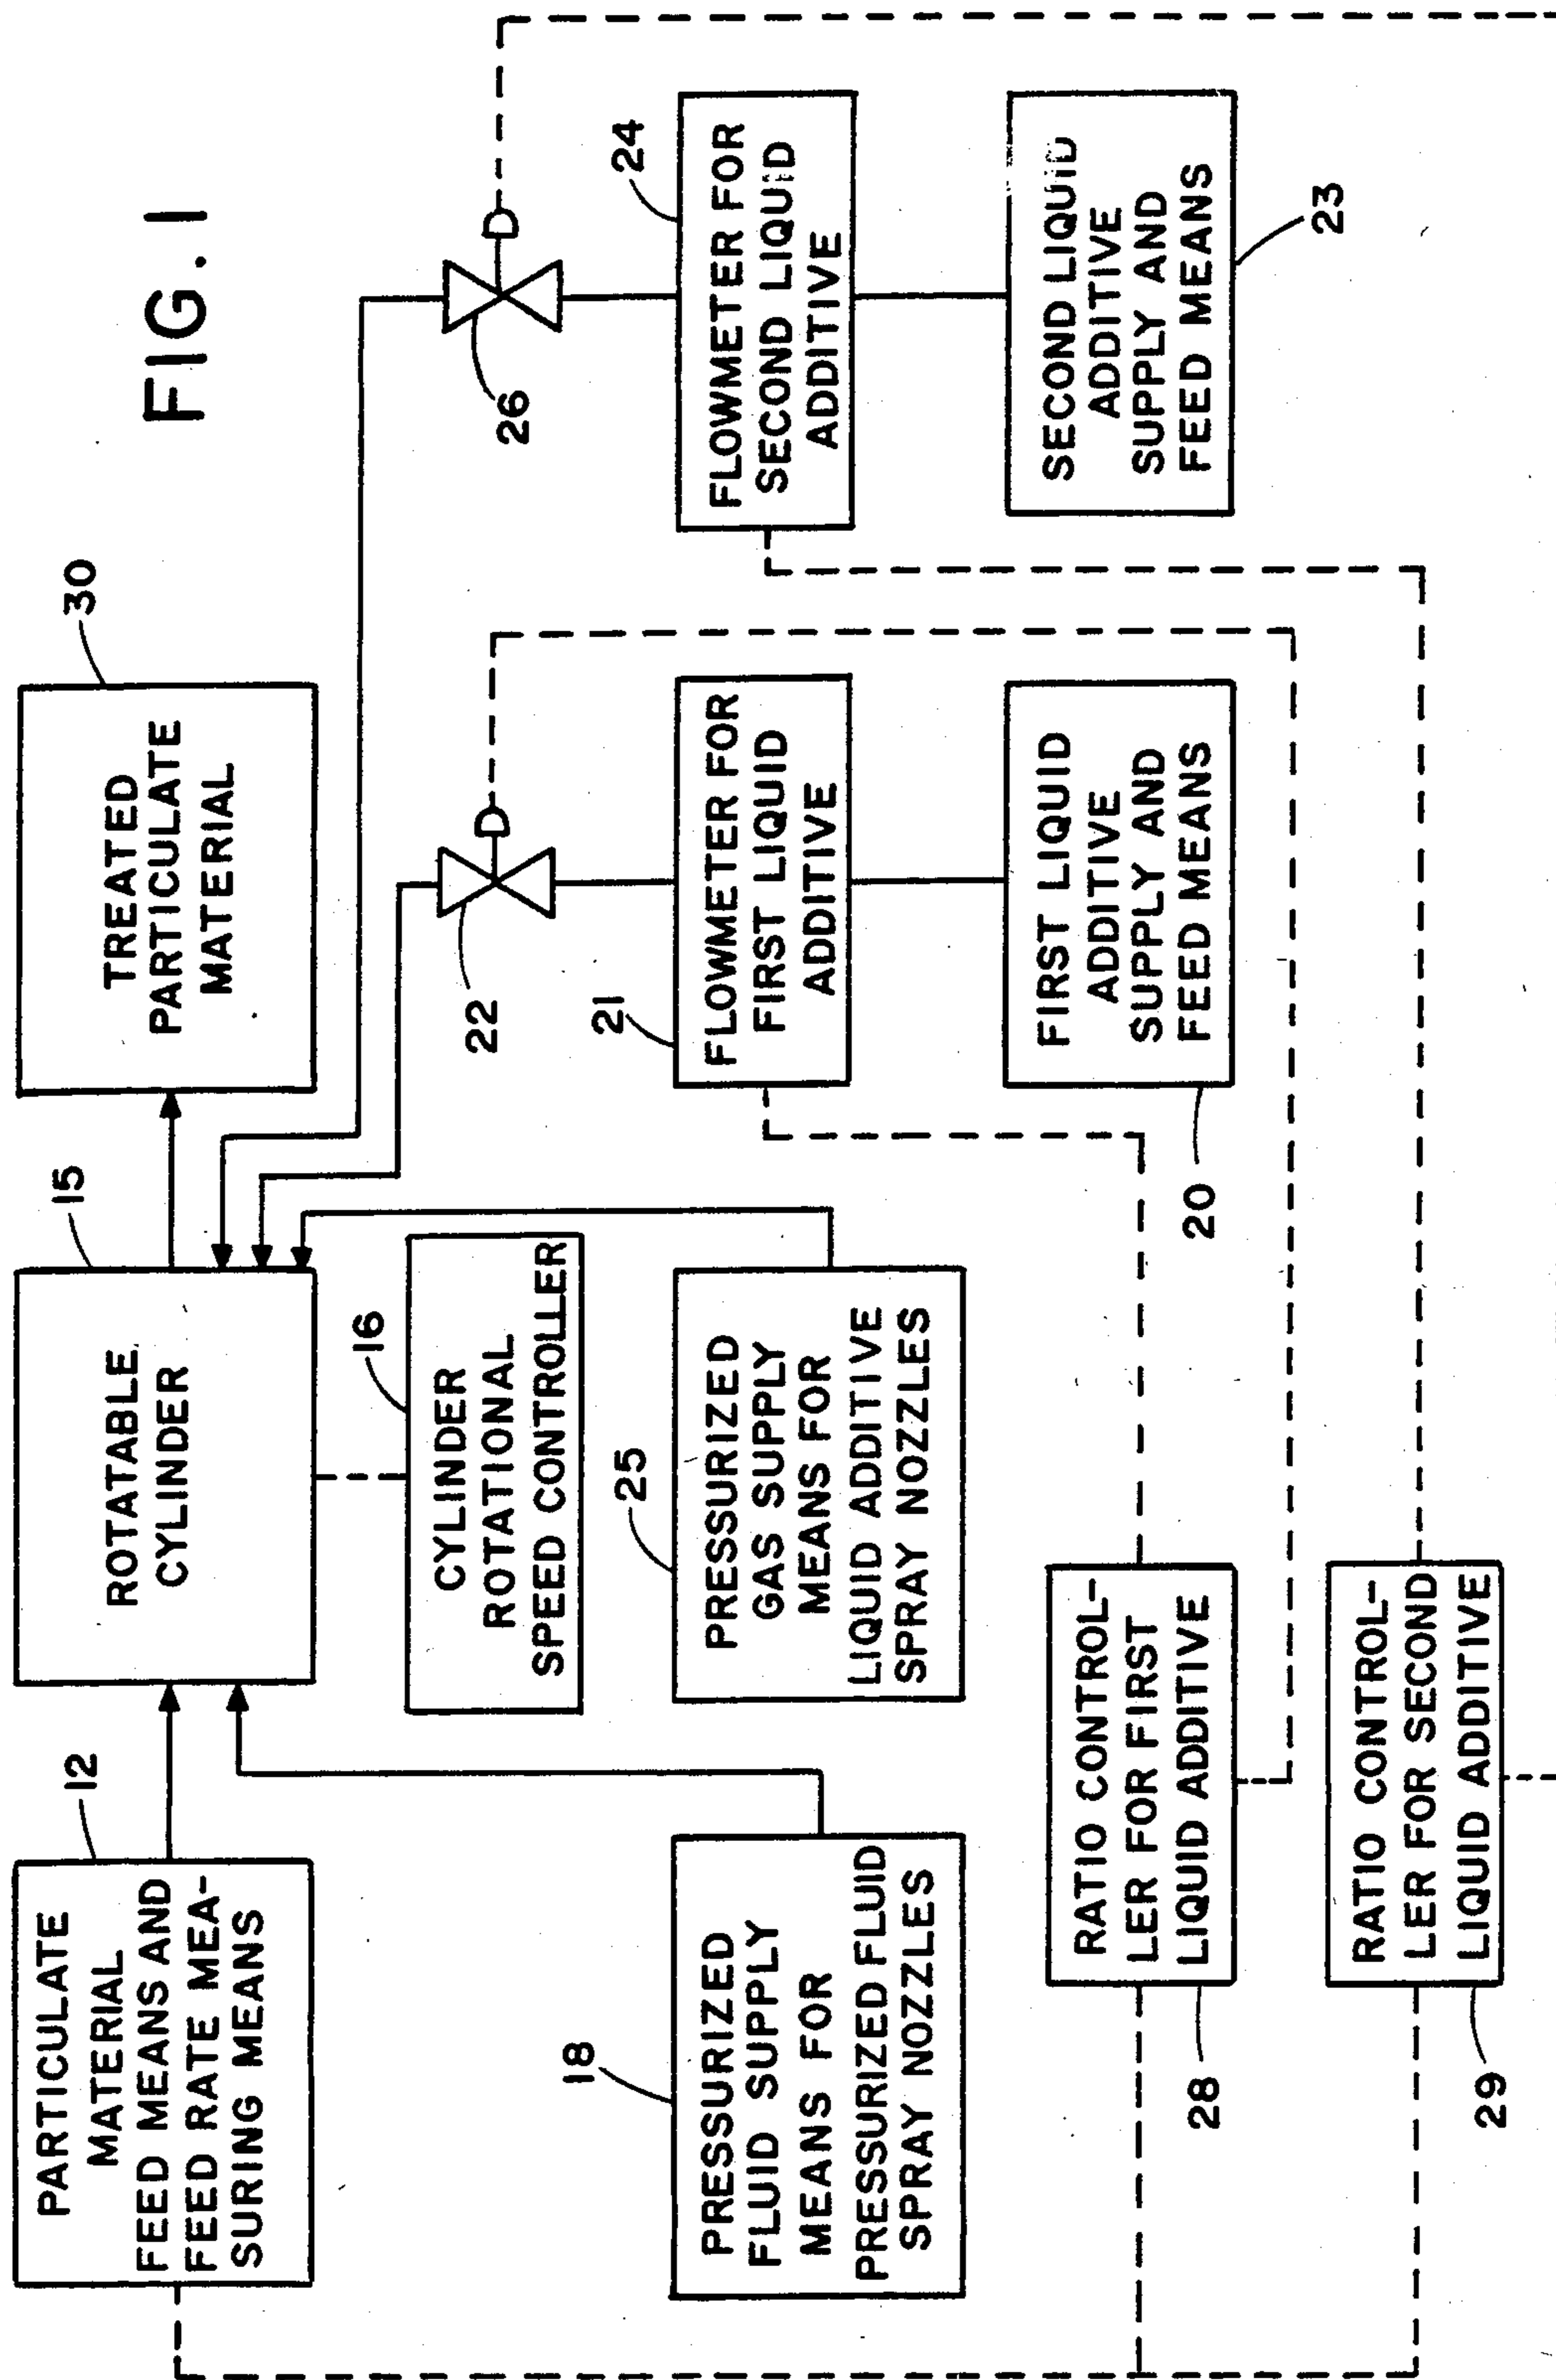 FIG. 1
PARTICULATE
MATERIAL
FEED MEANS AND
FEED RATE MEA-
SURING MEANS
12
ROTATABLE
CYLINDER
15
TREATED
PARTICULATE
MATERIAL
30
CYLINDER
ROTATIONAL
SPEED CONTROLLER
16
22
26
PRESSURIZED
FLUID SUPPLY
MEANS FOR
PRESSURIZED FLUID
SPRAY NOZZLES
18
PRESSURIZED
GAS SUPPLY
MEANS FOR
LIQUID ADDITIVE
SPRAY NOZZLES
25
FLOWMETER FOR
FIRST LIQUID
ADDITIVE
21
FLOWMETER FOR
SECOND LIQUID
ADDITIVE
24
RATIO CONTROL-
LER FOR FIRST
LIQUID ADDITIVE
28
FIRST LIQUID
ADDITIVE
SUPPLY AND
FEED MEANS
20
SECOND LIQUID
ADDITIVE
SUPPLY AND
FEED MEANS
23
RATIO CONTROL-
LER FOR SECOND
LIQUID ADDITIVE
29